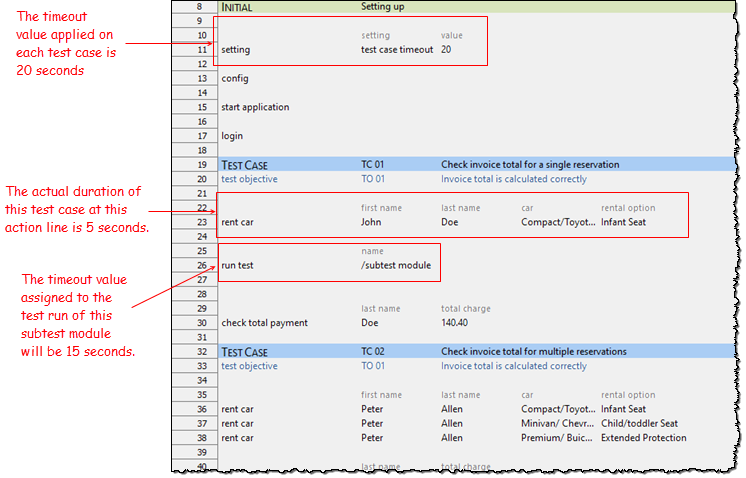 The timeout
value applied on
each test case is
20 seconds
The actual duration of
this test case at this
action line is 5 seconds.
The timeout value
assigned to the
test run of this
subtest module
will be 15 seconds.
8 INITIAL Setting up
9
10 setting value
11 setting test case timeout 20
12
13 config
14
15 start application
16
17 login
18
19 TEST CASE TC 01 Check invoice total for a single reservation
20 test objective TO 01 Invoice total is calculated correctly
21
22 first name last name car rental option
23 rent car John Doe Compact/Toyot... Infant Seat
24
25 name
26 run test /subtest module
27
28
29 last name total charge
30 check total payment Doe 140.40
31
32 TEST CASE TC 02 Check invoice total for multiple reservations
33 test objective TO 01 Invoice total is calculated correctly
34
35 first name last name car rental option
36 rent car Peter Allen Compact/Toyot... Infant Seat
37 rent car Peter Allen Minivan/ Chevr... Child/toddler Seat
38 rent car Peter Allen Premium/ Buic... Extended Protection
39
40 last name total charge